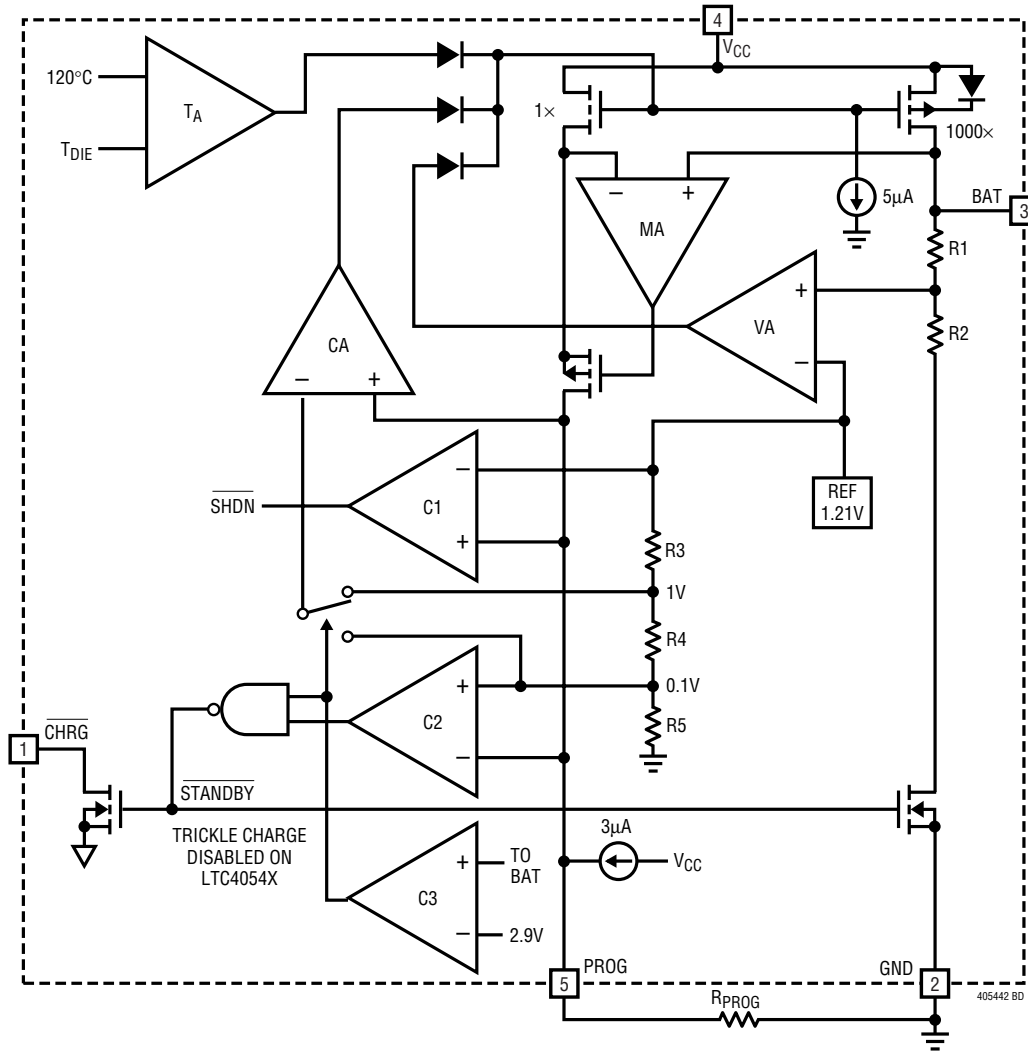 4
VCC
120°C
TA
TDIE
1×
1000×
– +
MA
5µA
BAT
3
R1
+
VA
–
R2
CA
– +
REF
1.21V
–
C1
+
SHDN
R3
1V
R4
0.1V
R5
+
C2
–
CHRG
1
STANDBY
TRICKLE CHARGE
DISABLED ON
LTC4054X
3µA
VCC
+
TO
BAT
C3
–
2.9V
PROG
5
GND
2
RPROG
405442 BD